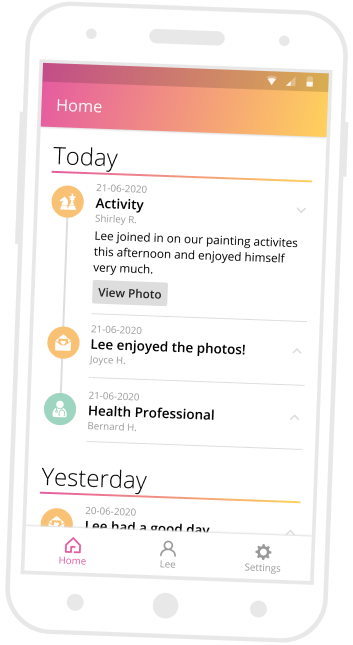 Home
Today
21-06-2020
Activity
Shirley R.
Lee joined in on our painting activites
this afternoon and enjoyed himself
very much.
View Photo
21-06-2020
Lee enjoyed the photos!
Joyce H.
21-06-2020
Health Professional
Bernard H.
Yesterday
20-06-2020
Lee had a good day
Home
Lee
Settings